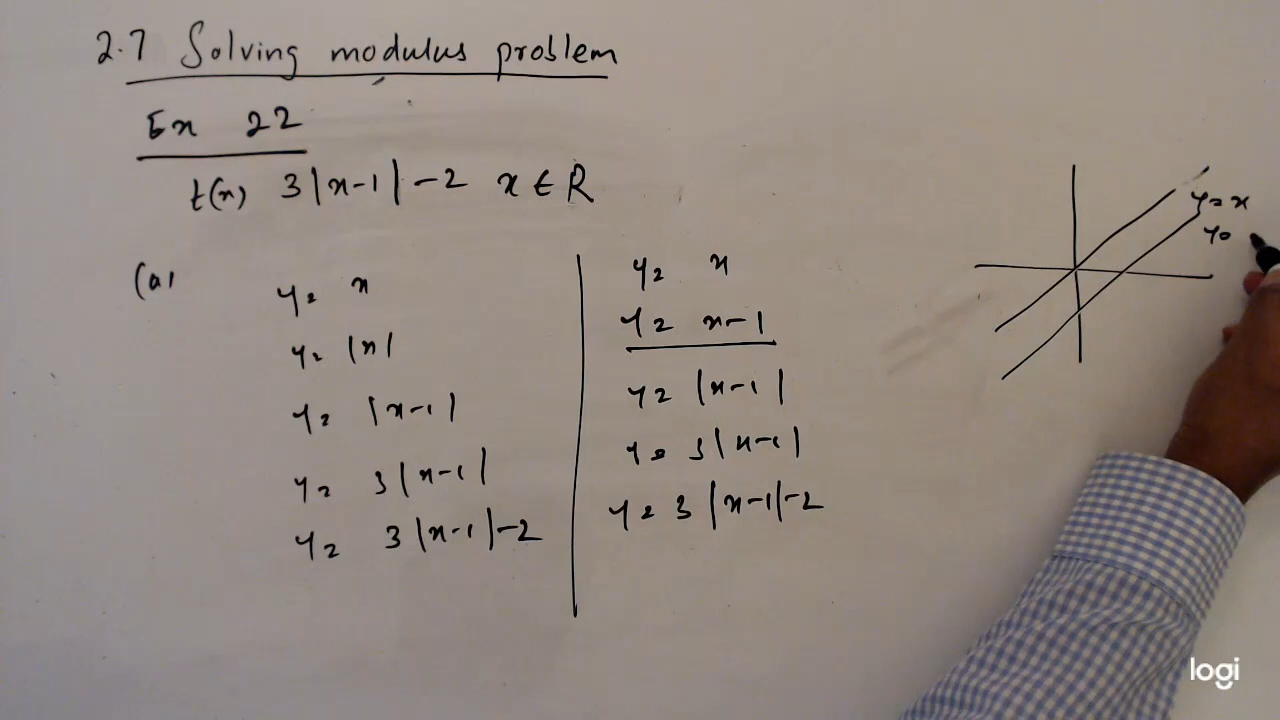 2.7 Solving modulus problem
Ex 22
t(x) 3|x-1| -2 x ∈ R
(a)
y= x
y= |x|
y= |x-1|
y= 3|x-1|
y= 3|x-1|-2
y= x
y= x-1
y= |x-1|
y= 3|x-1|
y= 3|x-1|-2
y= x
y=
logi